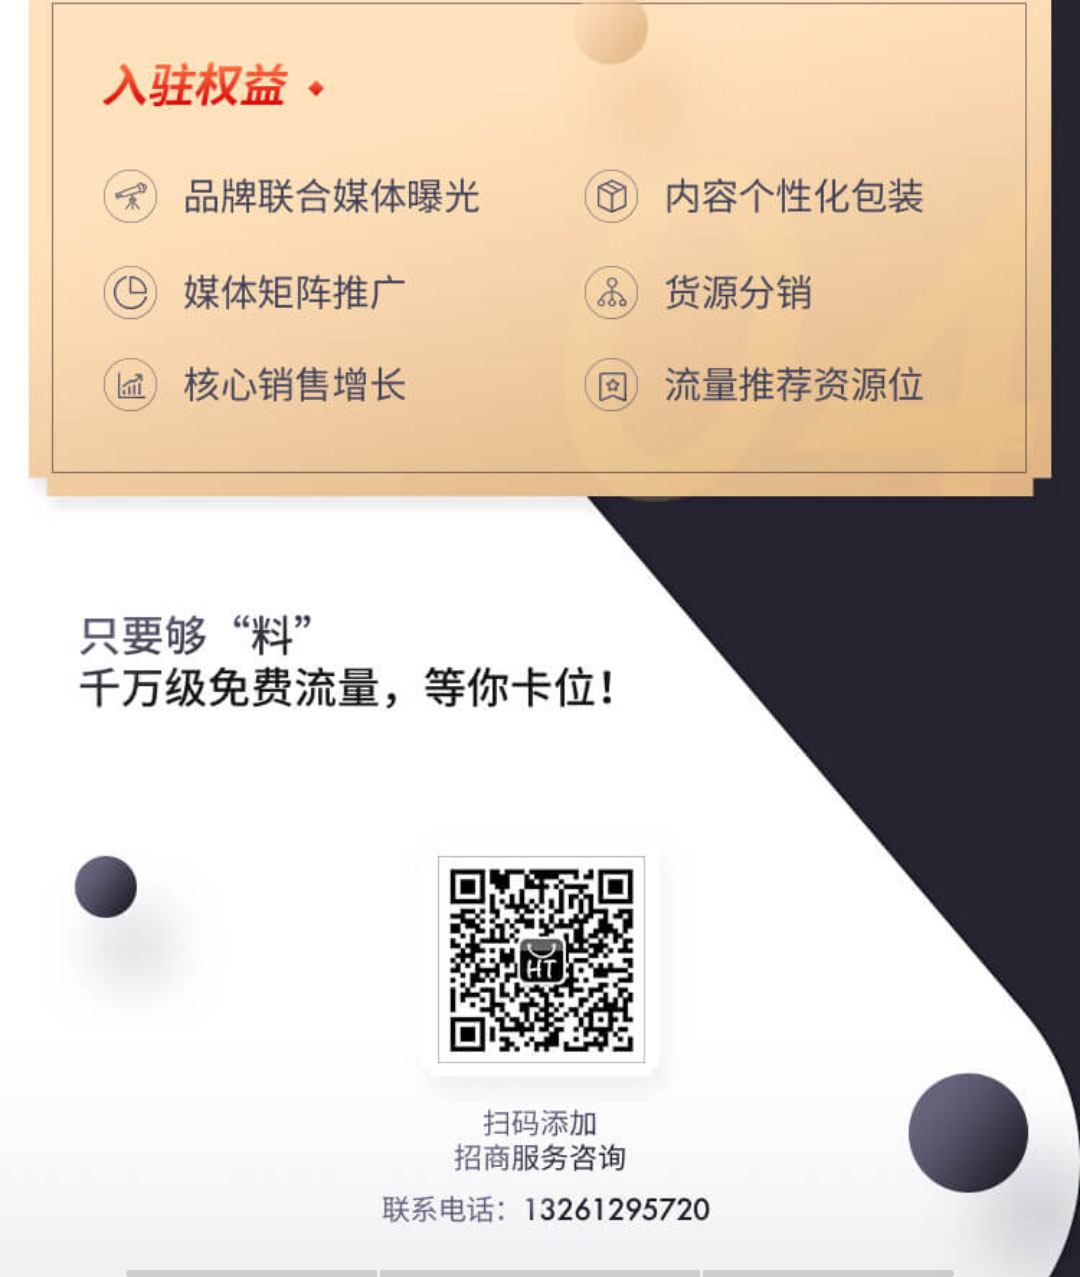 入驻权益
品牌联合媒体曝光
内容个性化包装
媒体矩阵推广
货源分销
核心销售增长
流量推荐资源位
04
只要够“料”
千万级免费流量，等你卡位！
HT
扫码添加
招商服务咨询
联系电话：13261295720